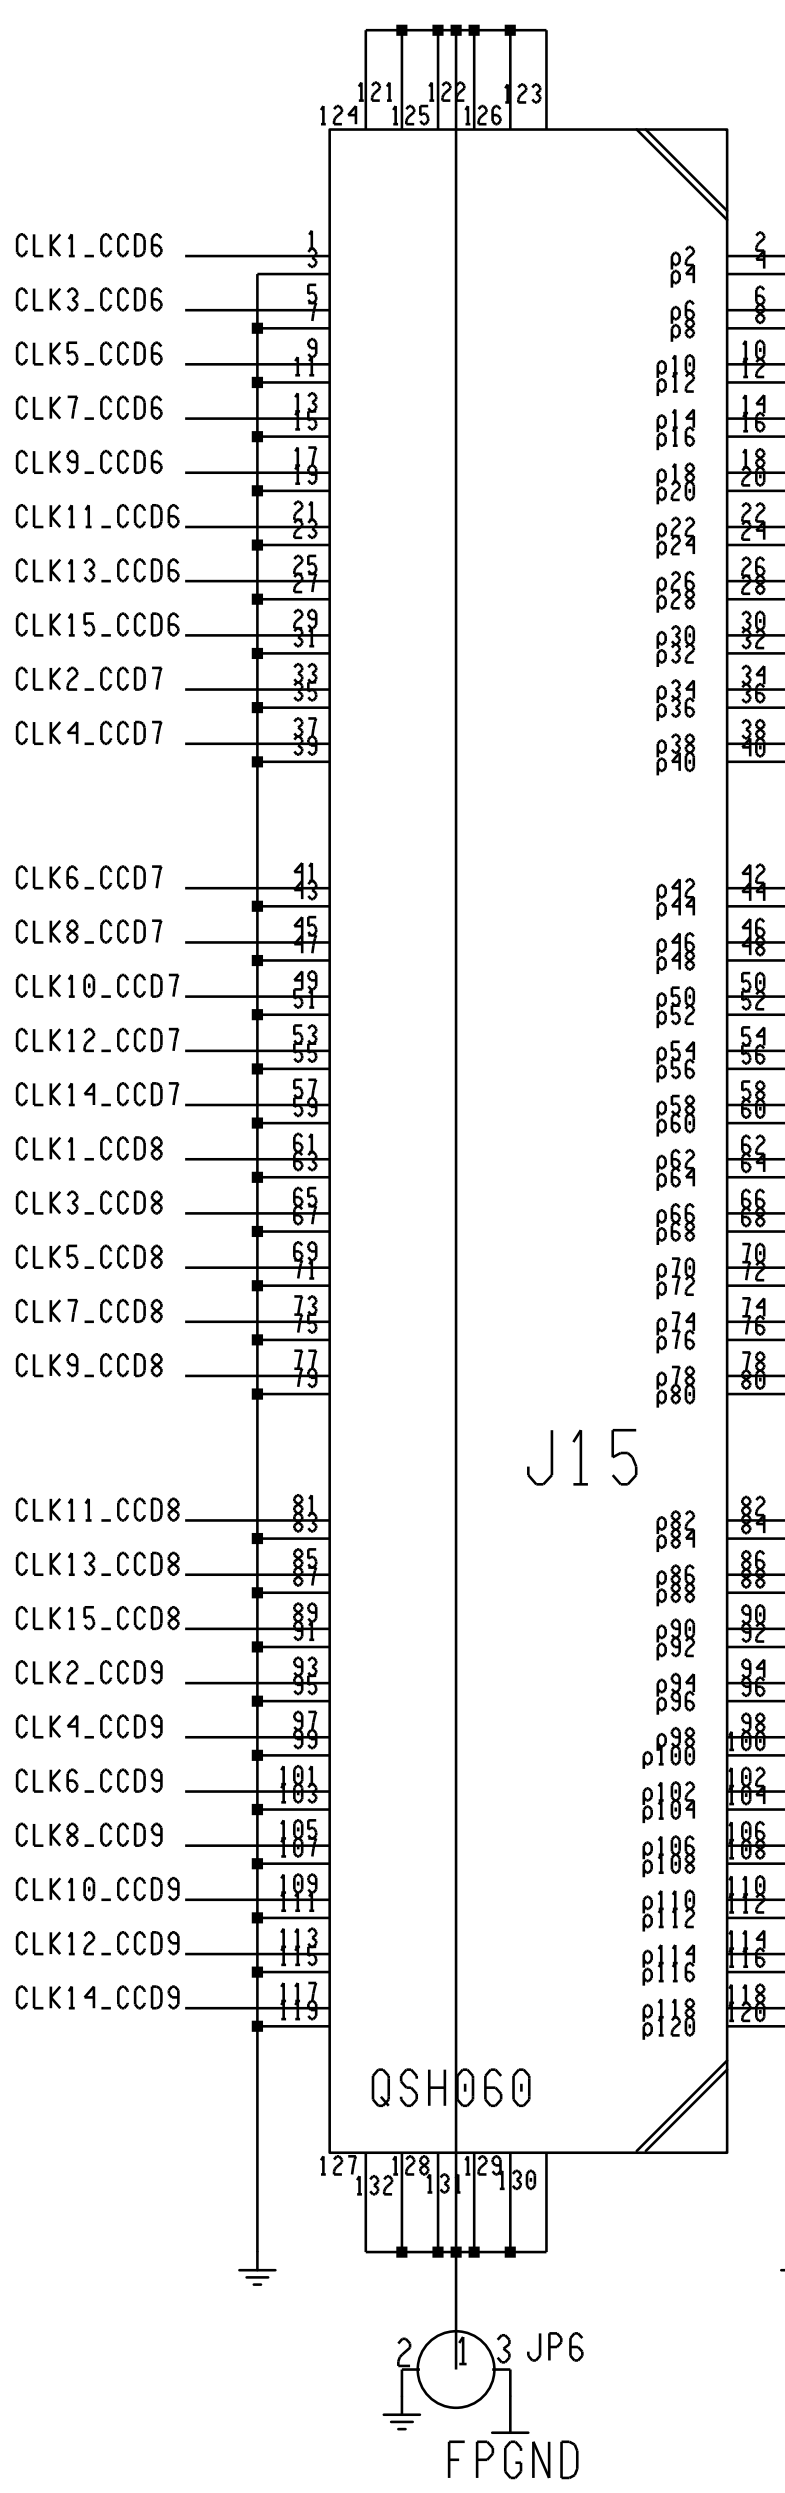 121 122 123
124 125 126
CLK1_CCD6 1 2
3 p2 4
p4
CLK3_CCD6 5 6
7 p6 8
p8
CLK5_CCD6 9 10
11 p10 12
p12
CLK7_CCD6 13 14
15 p14 16
p16
CLK9_CCD6 17 18
19 p18 20
p20
CLK11_CCD6 21 22
23 p22 24
p24
CLK13_CCD6 25 26
27 p26 28
p28
CLK15_CCD6 29 30
31 p30 32
p32
CLK2_CCD7 33 34
35 p34 36
p36
CLK4_CCD7 37 38
39 p38 40
p40
CLK6_CCD7 41 42
43 p42 44
p44
CLK8_CCD7 45 46
47 p46 48
p48
CLK10_CCD7 49 50
51 p50 52
p52
CLK12_CCD7 53 54
55 p54 56
p56
CLK14_CCD7 57 58
59 p58 60
p60
CLK1_CCD8 61 62
63 p62 64
p64
CLK3_CCD8 65 66
67 p66 68
p68
CLK5_CCD8 69 70
71 p70 72
p72
CLK7_CCD8 73 74
75 p74 76
p76
CLK9_CCD8 77 78
79 p78 80
p80
J15
CLK11_CCD8 81 82
83 p82 84
p84
CLK13_CCD8 85 86
87 p86 88
p88
CLK15_CCD8 89 90
91 p90 92
p92
CLK2_CCD9 93 94
95 p94 96
p96
CLK4_CCD9 97 98
99 p98 100
p100
CLK6_CCD9 101 102
103 p102 104
p104
CLK8_CCD9 105 106
107 p106 108
p108
CLK10_CCD9 109 110
111 p110 112
p112
CLK12_CCD9 113 114
115 p114 116
p116
CLK14_CCD9 117 118
119 p118 120
p120
QSH060
127 128 129
132 131 130
2 1 3 JP6
FPGND